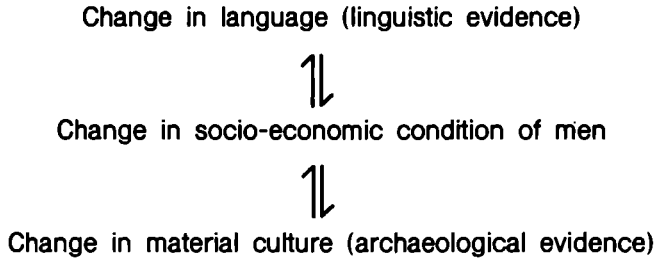 Change in language (linguistic evidence)
Change in socio-economic condition of men
Change in material culture (archaeological evidence)